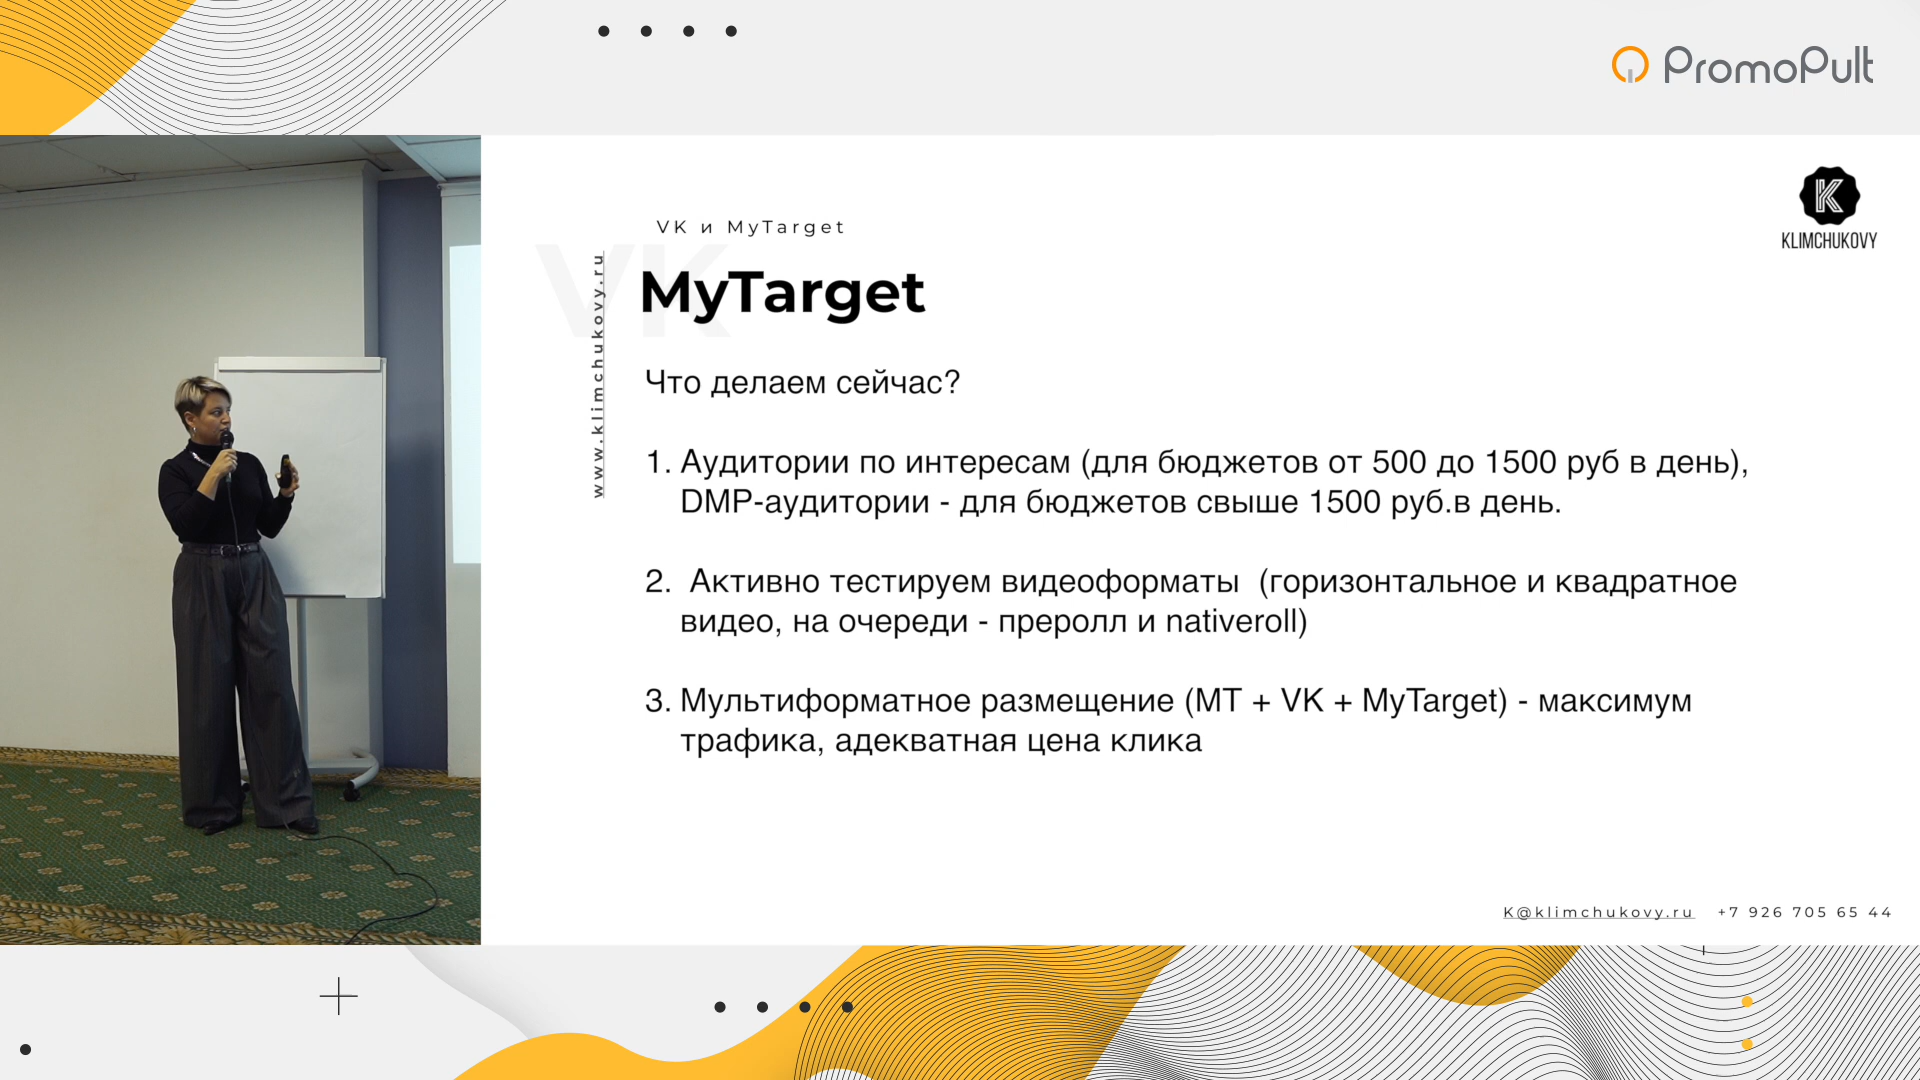 PromoPult
K
KLIMCHUKOVY
VK и MyTarget
VK
www.klimchukovy.ru
MyTarget
Что делаем сейчас?
1. Аудитории по интересам (для бюджетов от 500 до 1500 руб в день),
DMP-аудитории - для бюджетов свыше 1500 руб.в день.
2. Активно тестируем видеоформаты (горизонтальное и квадратное
видео, на очереди - преролл и nativeroll)
3. Мультиформатное размещение (МТ + VK + MyTarget) - максимум
трафика, адекватная цена клика
K@klimchukovy.ru +7 926 705 65 44